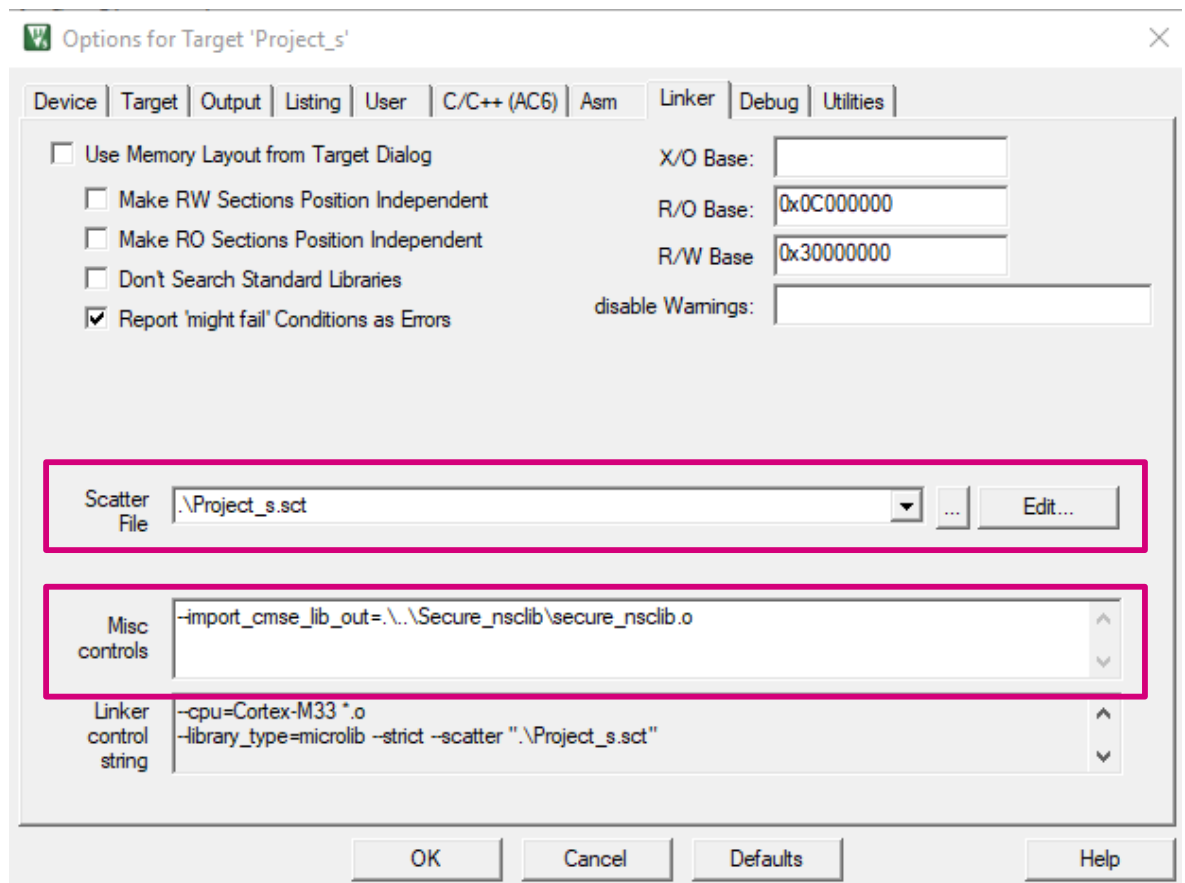 Options for Target 'Project_s'
Device Target Output Listing User C/C++ (AC6) Asm Linker Debug Utilities
Use Memory Layout from Target Dialog
Make RW Sections Position Independent
Make RO Sections Position Independent
Don't Search Standard Libraries
Report 'might fail' Conditions as Errors
X/O Base:
R/O Base: 0x0C000000
R/W Base 0x30000000
disable Warnings:
Scatter
File
.\Project_s.sct
...
Edit...
Misc
controls
--import_cmse_lib_out=.\..\Secure_nsclib\secure_nsclib.o
Linker
control
string
--cpu=Cortex-M33 *.o
--library_type=microlib --strict --scatter ".\Project_s.sct"
OK Cancel Defaults Help